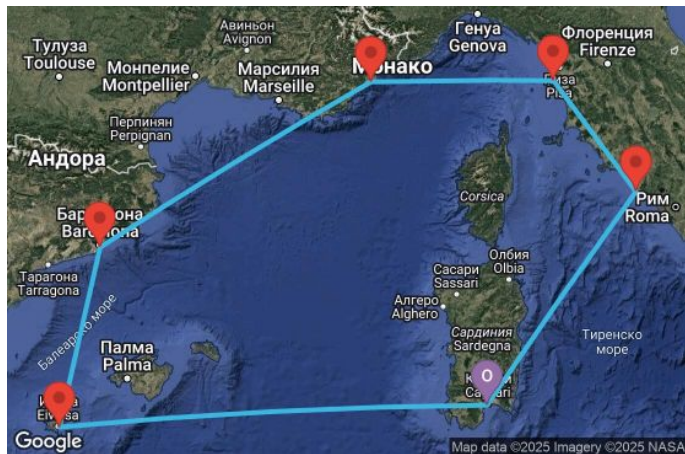 Авиньон
Avignon
Генуа
Genova
Флоренция
Firenze
Тулуза
Toulouse
Монпелие
Montpellier
Марсилия
Marseille
Монако
Pisa
Перпинян
Perpignan
Андора
Corsica
Рим
Roma
Барселона
Barcelona
Тарагона
Tarragona
Олбия
Olbia
Сасари
Sassari
Алгеро
Alghero
Балеарско море
Палма
Palma
Сардиния
Sardegna
Тиренско
море
O
Eivissa
Cagliari
Google
Map data ©2025 Imagery ©2025 NASA